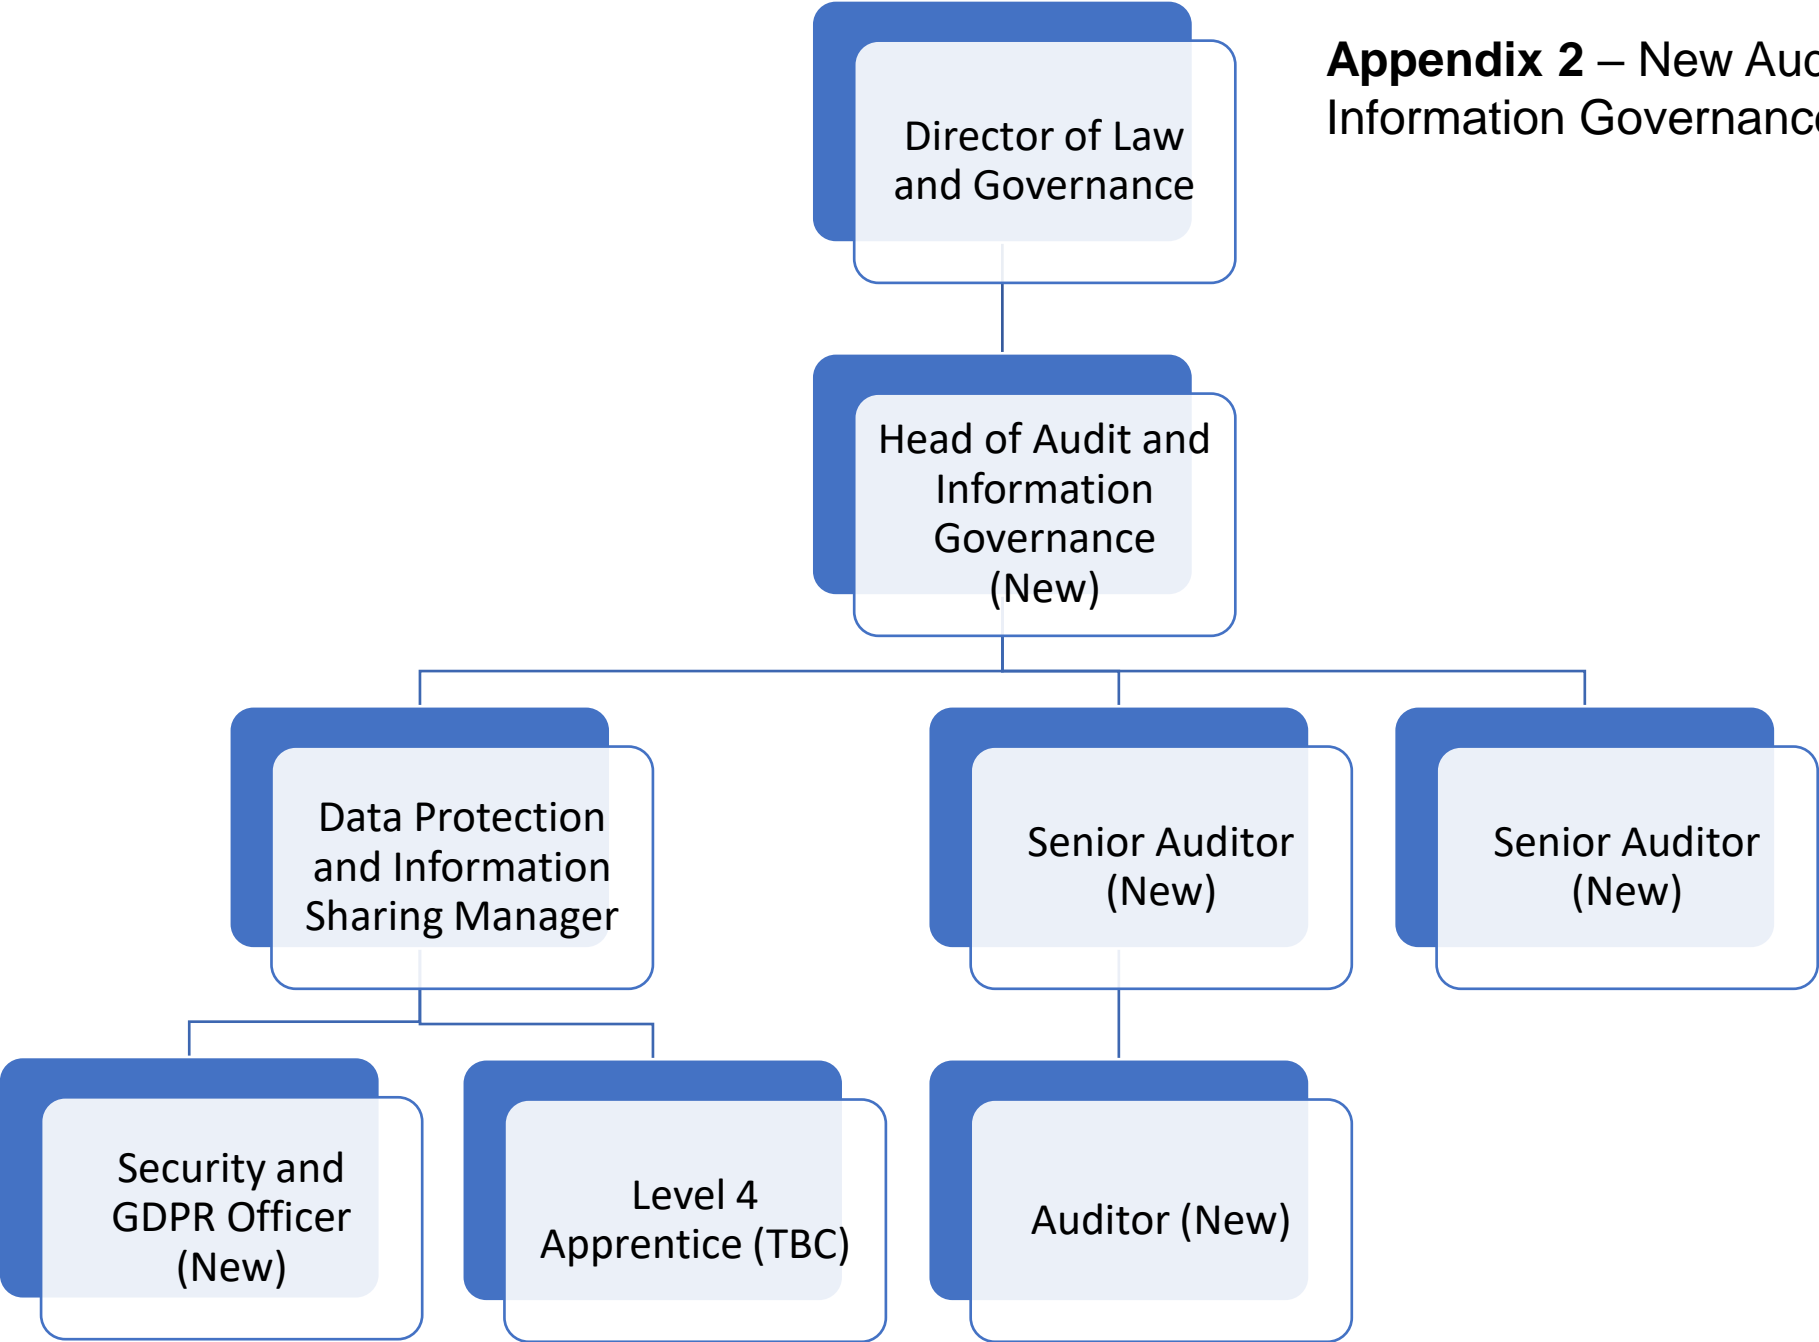 Appendix 2 – New
Information
Director of Law
and Governance
Head of Audit and
Information
Governance
(New)
Data Protection
and Information
Sharing Manager
Senior Auditor
(New)
Senior Auditor
(New)
Security and
GDPR Officer
(New)
Level 4
Apprentice (TBC)
Auditor (New)